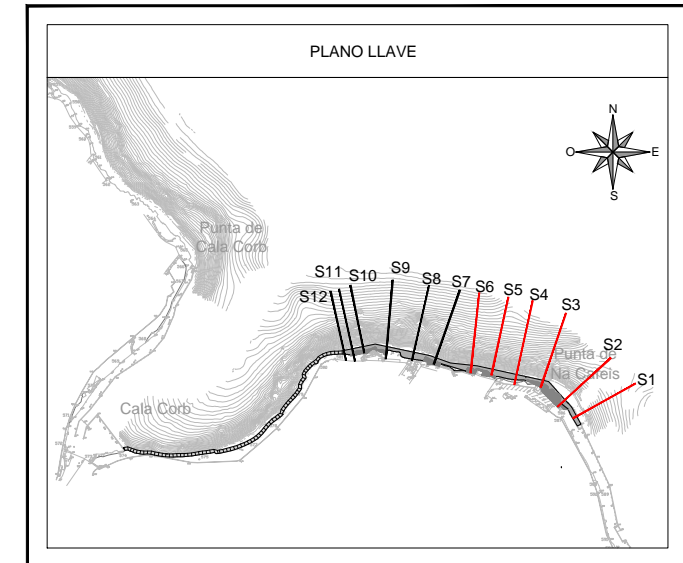 PLANO LLAVE
N
O
E
S
Punta de
Cala Corb
S11
S10
S9
S8
S7
S6
S5
S4
S3
S12
S2
S1
Punta de
Na Careis
Cala Corb